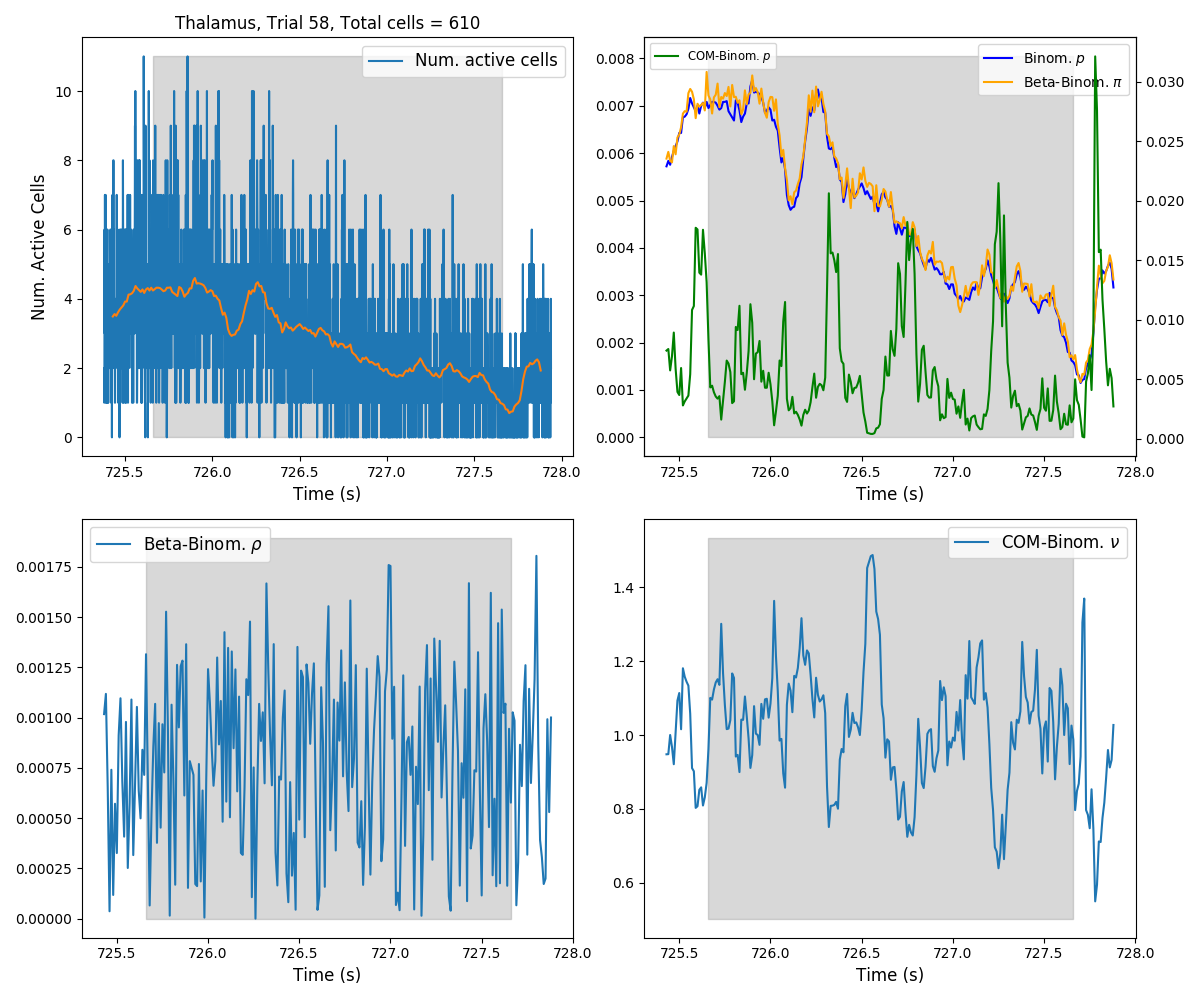 Thalamus, Trial 58, Total cells = 610
Num. active cells
Num. Active Cells
10
8
6
4
2
0
725.5 726.0 726.5 727.0 727.5 728.0
Time (s)
COM-Binom. p
Binom. p
Beta-Binom. π
0.008
0.007
0.006
0.005
0.004
0.003
0.002
0.001
0.000
0.030
0.025
0.020
0.015
0.010
0.005
0.000
725.5 726.0 726.5 727.0 727.5 728.0
Time (s)
Beta-Binom. ρ
0.00175
0.00150
0.00125
0.00100
0.00075
0.00050
0.00025
0.00000
725.5 726.0 726.5 727.0 727.5 728.0
Time (s)
COM-Binom. ν
1.4
1.2
1.0
0.8
0.6
725.5 726.0 726.5 727.0 727.5 728.0
Time (s)